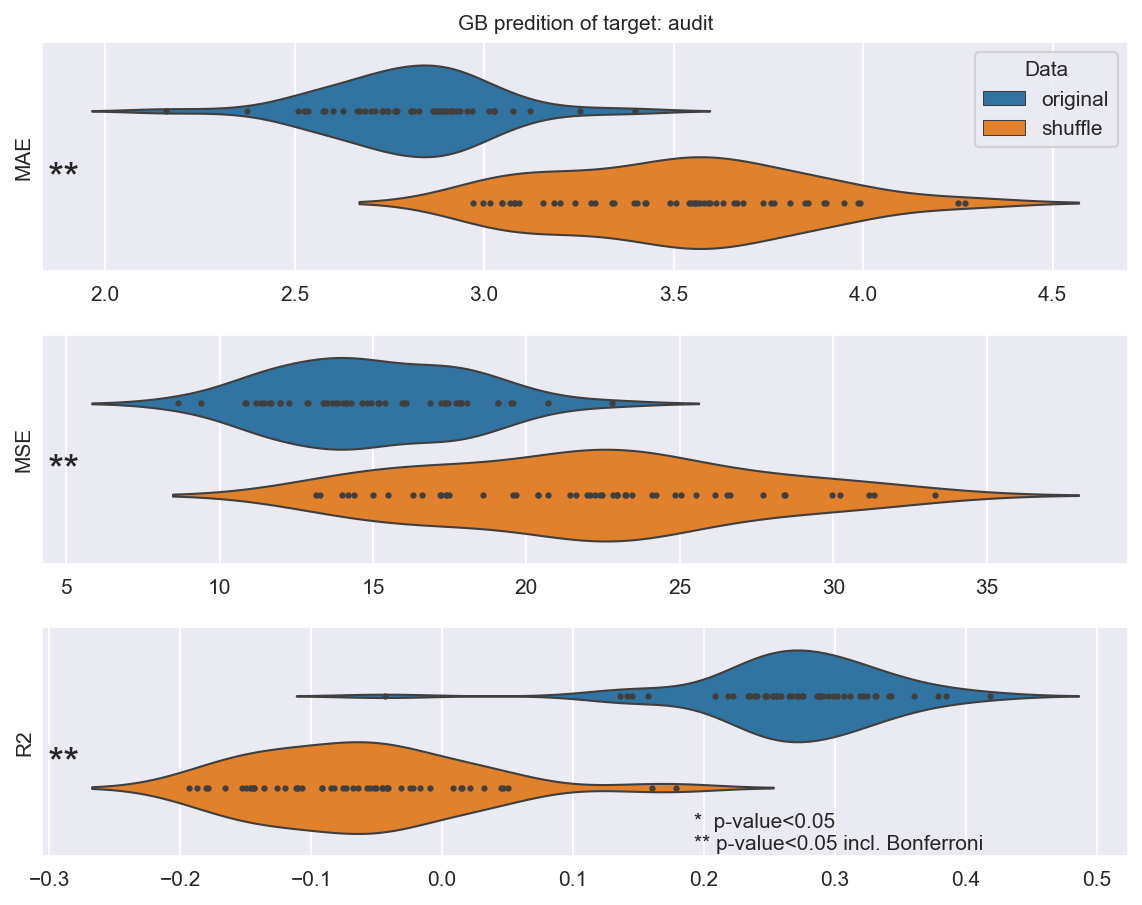 GB predition of target: audit
Data
original
shuffle
MAE
**
2.0 2.5 3.0 3.5 4.0 4.5
MSE
**
5 10 15 20 25 30 35
R2
**
* p-value<0.05
** p-value<0.05 incl. Bonferroni
−0.3 −0.2 −0.1 0.0 0.1 0.2 0.3 0.4 0.5